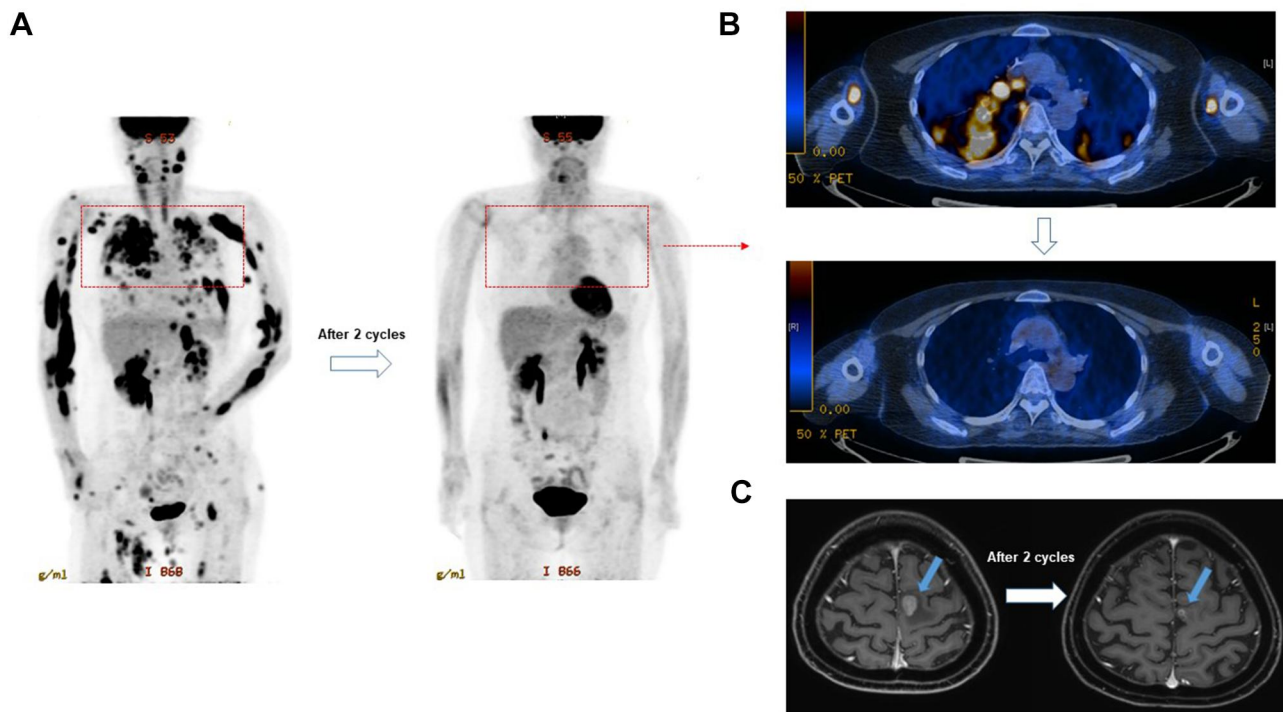 A
S 53
g/ml
I 868
After 2 cycles
S 55
g/ml
I 866
B
[L]
0.00
50 % PET
[R]
L
2
5
0
[L]
0.00
50 % PET
C
After 2 cycles